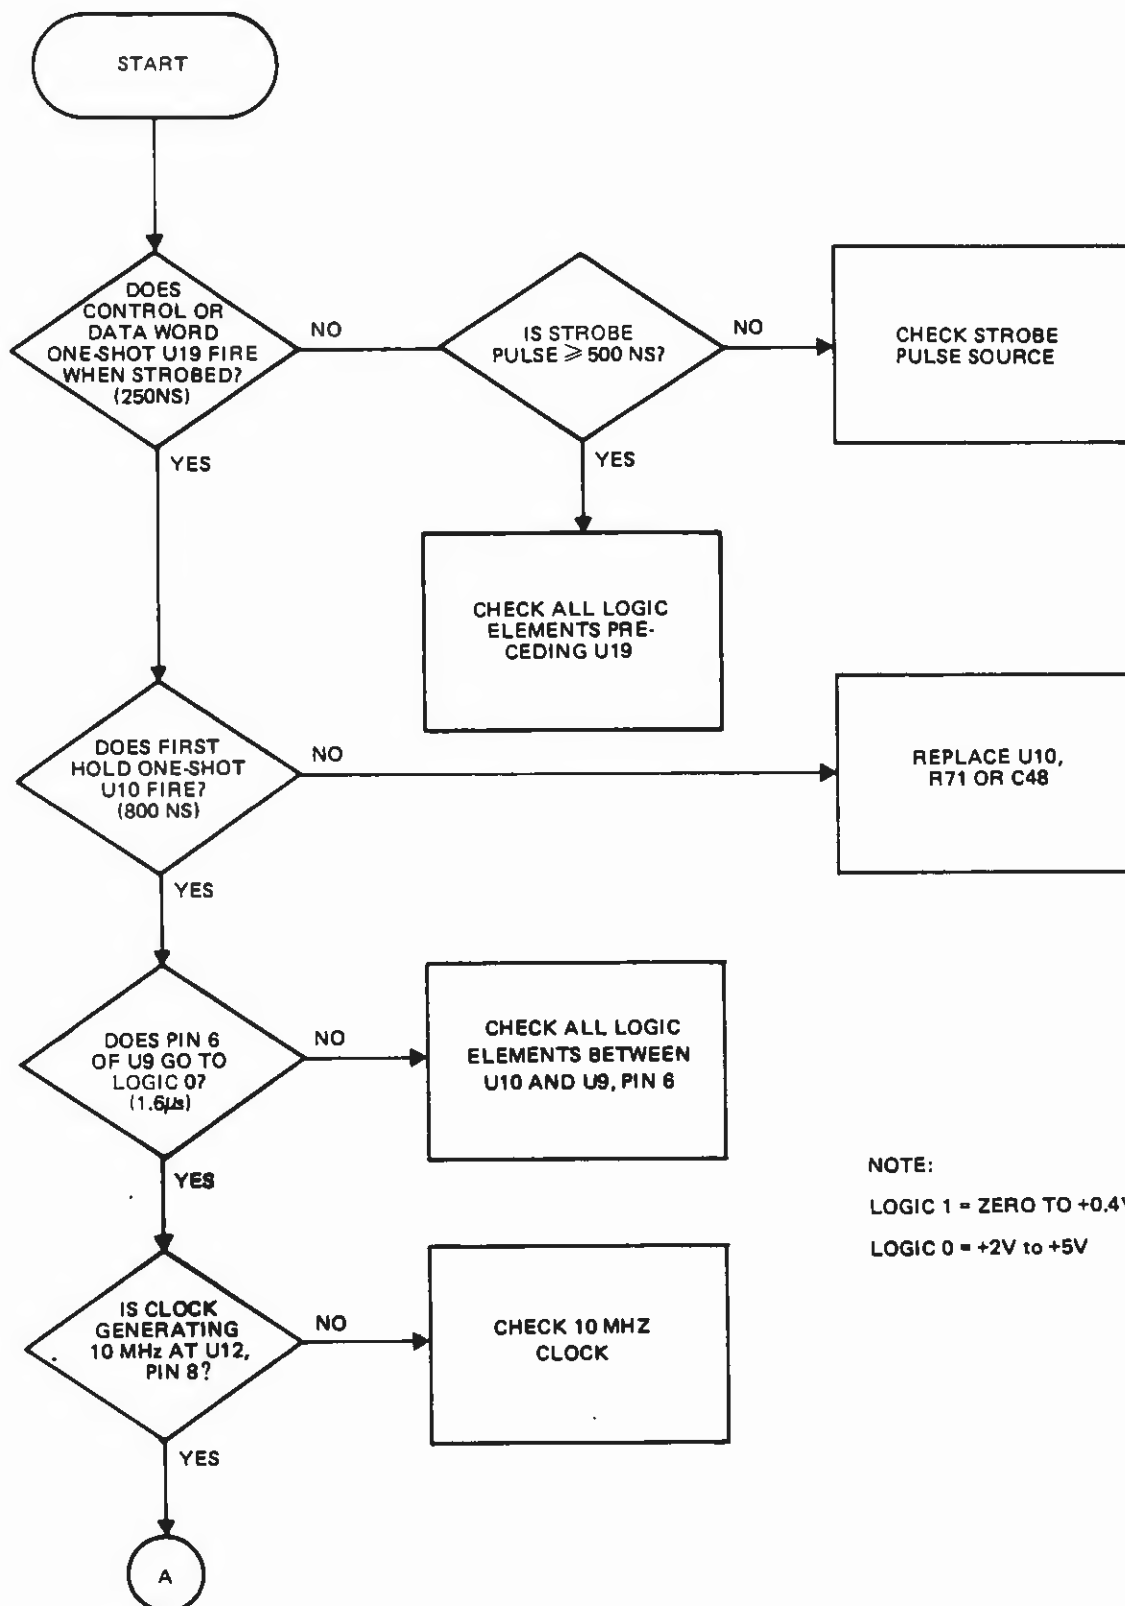 START
DOES
CONTROL OR
DATA WORD
ONE-SHOT U19 FIRE
WHEN STROBED?
(250NS)
NO
IS STROBE
PULSE ≥ 500 NS?
NO
CHECK STROBE
PULSE SOURCE
YES
YES
CHECK ALL LOGIC
ELEMENTS PRE-
CEDING U19
DOES FIRST
HOLD ONE-SHOT
U10 FIRE?
(800 NS)
NO
REPLACE U10,
R71 OR C48
YES
DOES PIN 6
OF U9 GO TO
LOGIC 0?
(1.6µs)
NO
CHECK ALL LOGIC
ELEMENTS BETWEEN
U10 AND U9, PIN 6
YES
NOTE:
LOGIC 1 = ZERO TO +0.4V
LOGIC 0 = +2V to +5V
IS CLOCK
GENERATING
10 MHz AT U12,
PIN 8?
NO
CHECK 10 MHZ
CLOCK
YES
A